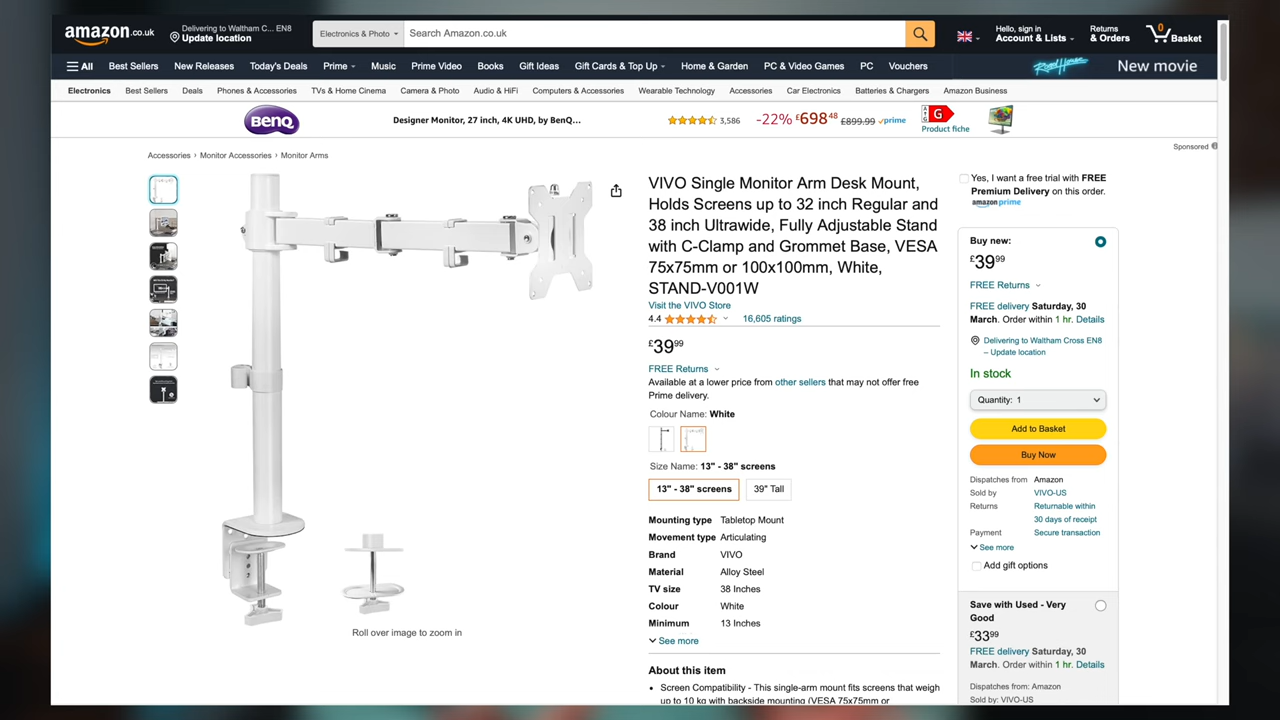 amazon.co.uk
Delivering to Waltham C... EN8
Update location
Electronics & Photo
Search Amazon.co.uk
Hello, sign in
Account & Lists
Returns
& Orders
0
Basket
All
Best Sellers
New Releases
Today's Deals
Prime
Music
Prime Video
Books
Gift Ideas
Gift Cards & Top Up
Home & Garden
PC & Video Games
PC
Vouchers
Road House
New movie
Electronics
Best Sellers
Deals
Phones & Accessories
TVs & Home Cinema
Camera & Photo
Audio & HiFi
Computers & Accessories
Wearable Technology
Accessories
Car Electronics
Batteries & Chargers
Amazon Business
BenQ
Designer Monitor, 27 inch, 4K UHD, by BenQ...
3,586
-22% £698.48 £899.99 prime
G
Product fiche
Sponsored
Accessories › Monitor Accessories › Monitor Arms
VIVO Single Monitor Arm Desk Mount,
Holds Screens up to 32 inch Regular and
38 inch Ultrawide, Fully Adjustable Stand
with C-Clamp and Grommet Base, VESA
75x75mm or 100x100mm, White,
STAND-V001W
Visit the VIVO Store
4.4 16,605 ratings
£39 99
FREE Returns
Available at a lower price from other sellers that may not offer free
Prime delivery.
Colour Name: White
Size Name: 13" - 38" screens
13" - 38" screens
39" Tall
Mounting type Tabletop Mount
Movement type Articulating
Brand VIVO
Material Alloy Steel
TV size 38 Inches
Colour White
Minimum 13 Inches
See more
About this item
• Screen Compatibility - This single-arm mount fits screens that weigh
up to 10 kg with backside mounting (VESA 75x75mm or
Roll over image to zoom in
Yes, I want a free trial with FREE
Premium Delivery on this order.
amazon prime
Buy new:
£39 99
FREE Returns
FREE delivery Saturday, 30
March. Order within 1 hr. Details
Delivering to Waltham Cross EN8
– Update location
In stock
Quantity: 1
Add to Basket
Buy Now
Dispatches from Amazon
Sold by VIVO-US
Returns Returnable within
30 days of receipt
Payment Secure transaction
See more
Add gift options
Save with Used - Very
Good
£33 99
FREE delivery Saturday, 30
March. Order within 1 hr. Details
Dispatches from: Amazon
Sold by: VIVO-US